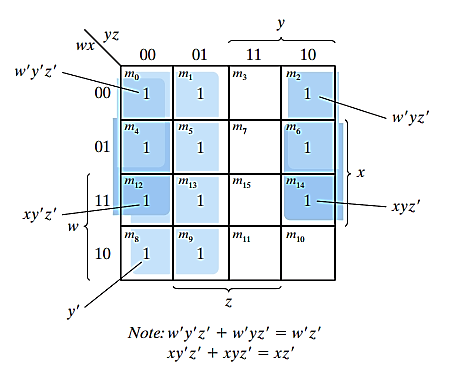 y
yz
wx
00 01 11 10
w'y'z'
00 m0 1 m1 1 m3 m2 1
w'yz'
01 m4 1 m5 1 m7 m6 1
x
11 m12 1 m13 1 m15 m14 1
xyz'
xy'z'
w
10 m8 1 m9 1 m11 m10
z
y'
Note: w'y'z' + w'yz' = w'z'
xy'z' + xyz' = xz'